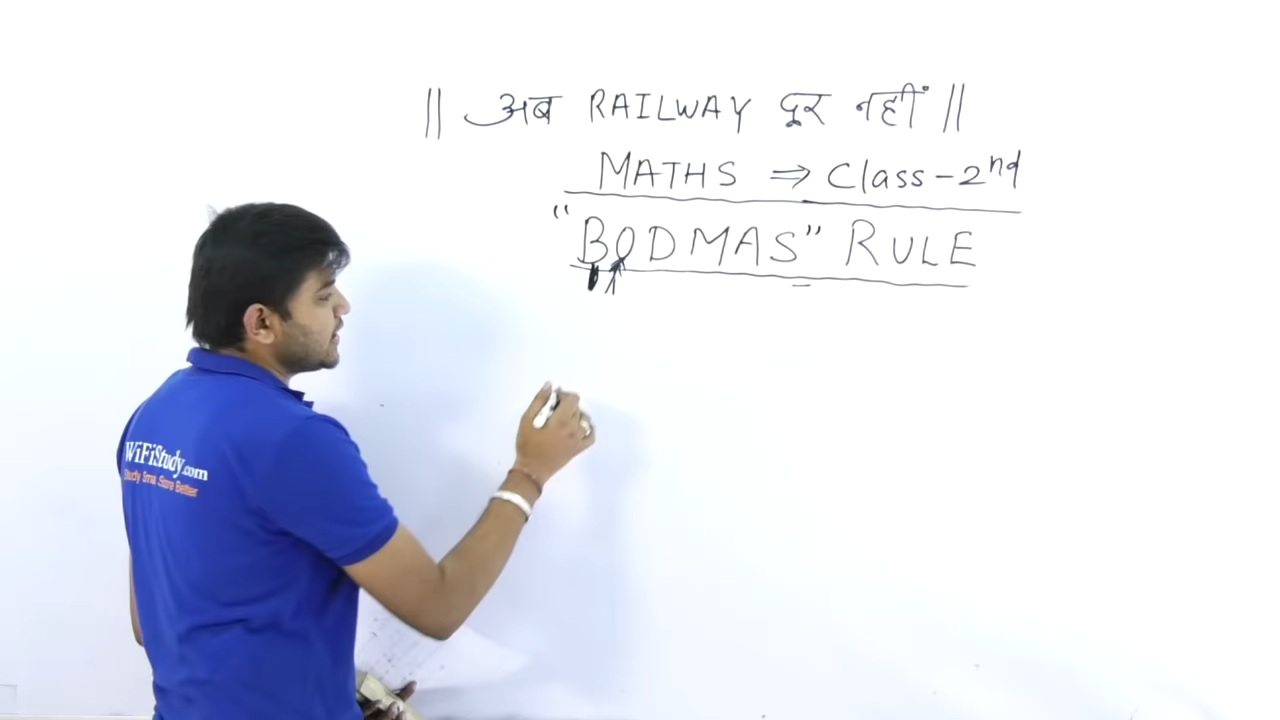 || अब RAILWAY दूर नहीं ||
MATHS ⇒ Class-2nd
"BODMAS" RULE
WiFiStudy.com
Study Smart Score Better